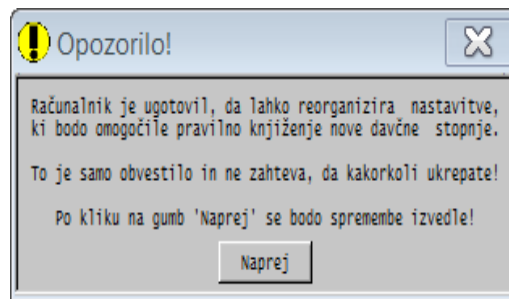 Opozorilo!
Računalnik je ugotovil, da lahko reorganizira nastavitve,
ki bodo omogočile pravilno knjiženje nove davčne stopnje.
To je samo obvestilo in ne zahteva, da kakorkoli ukrepate!
Po kliku na gumb 'Naprej' se bodo spremembe izvedle!
Naprej